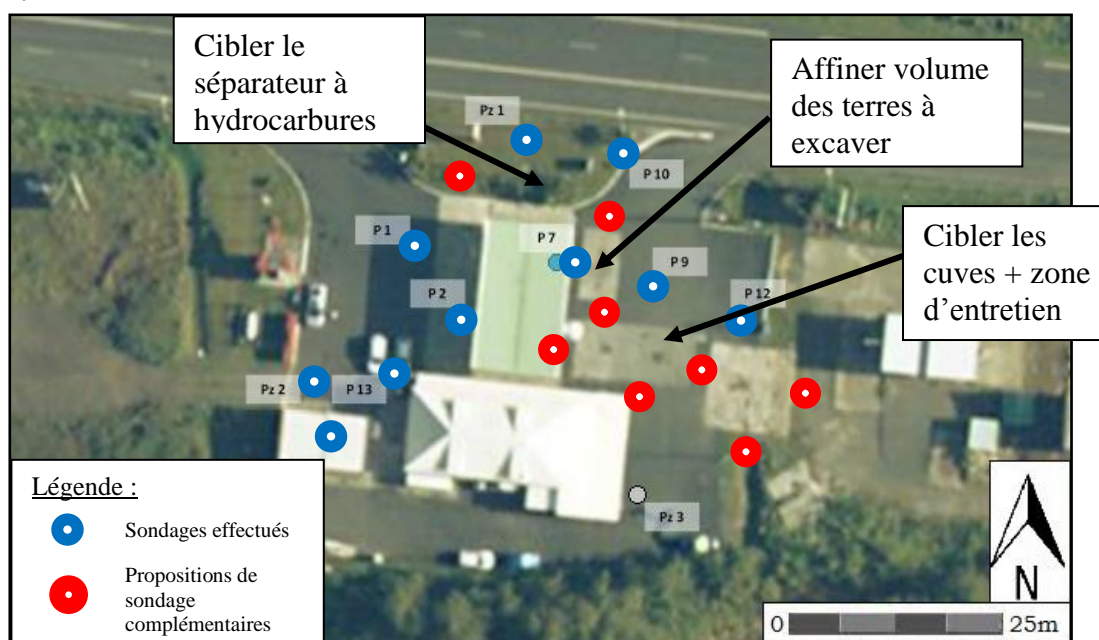 Cibler le
séparateur à
hydrocarbures
Affiner volume
des terres à
excaver
Cibler les
cuves + zone
d'entretien
Pz 1
P 10
P 1
P 7
P 9
P 2
P 12
Pz 2
P 13
Pz 3
Légende :
Sondages effectués
Propositions de
sondage
complémentaires
N
0 25m